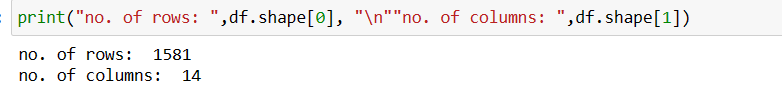 print("no. of rows: ",df.shape[0], "\n""no. of columns: ",df.shape[1])
no. of rows:  1581
no. of columns:  14